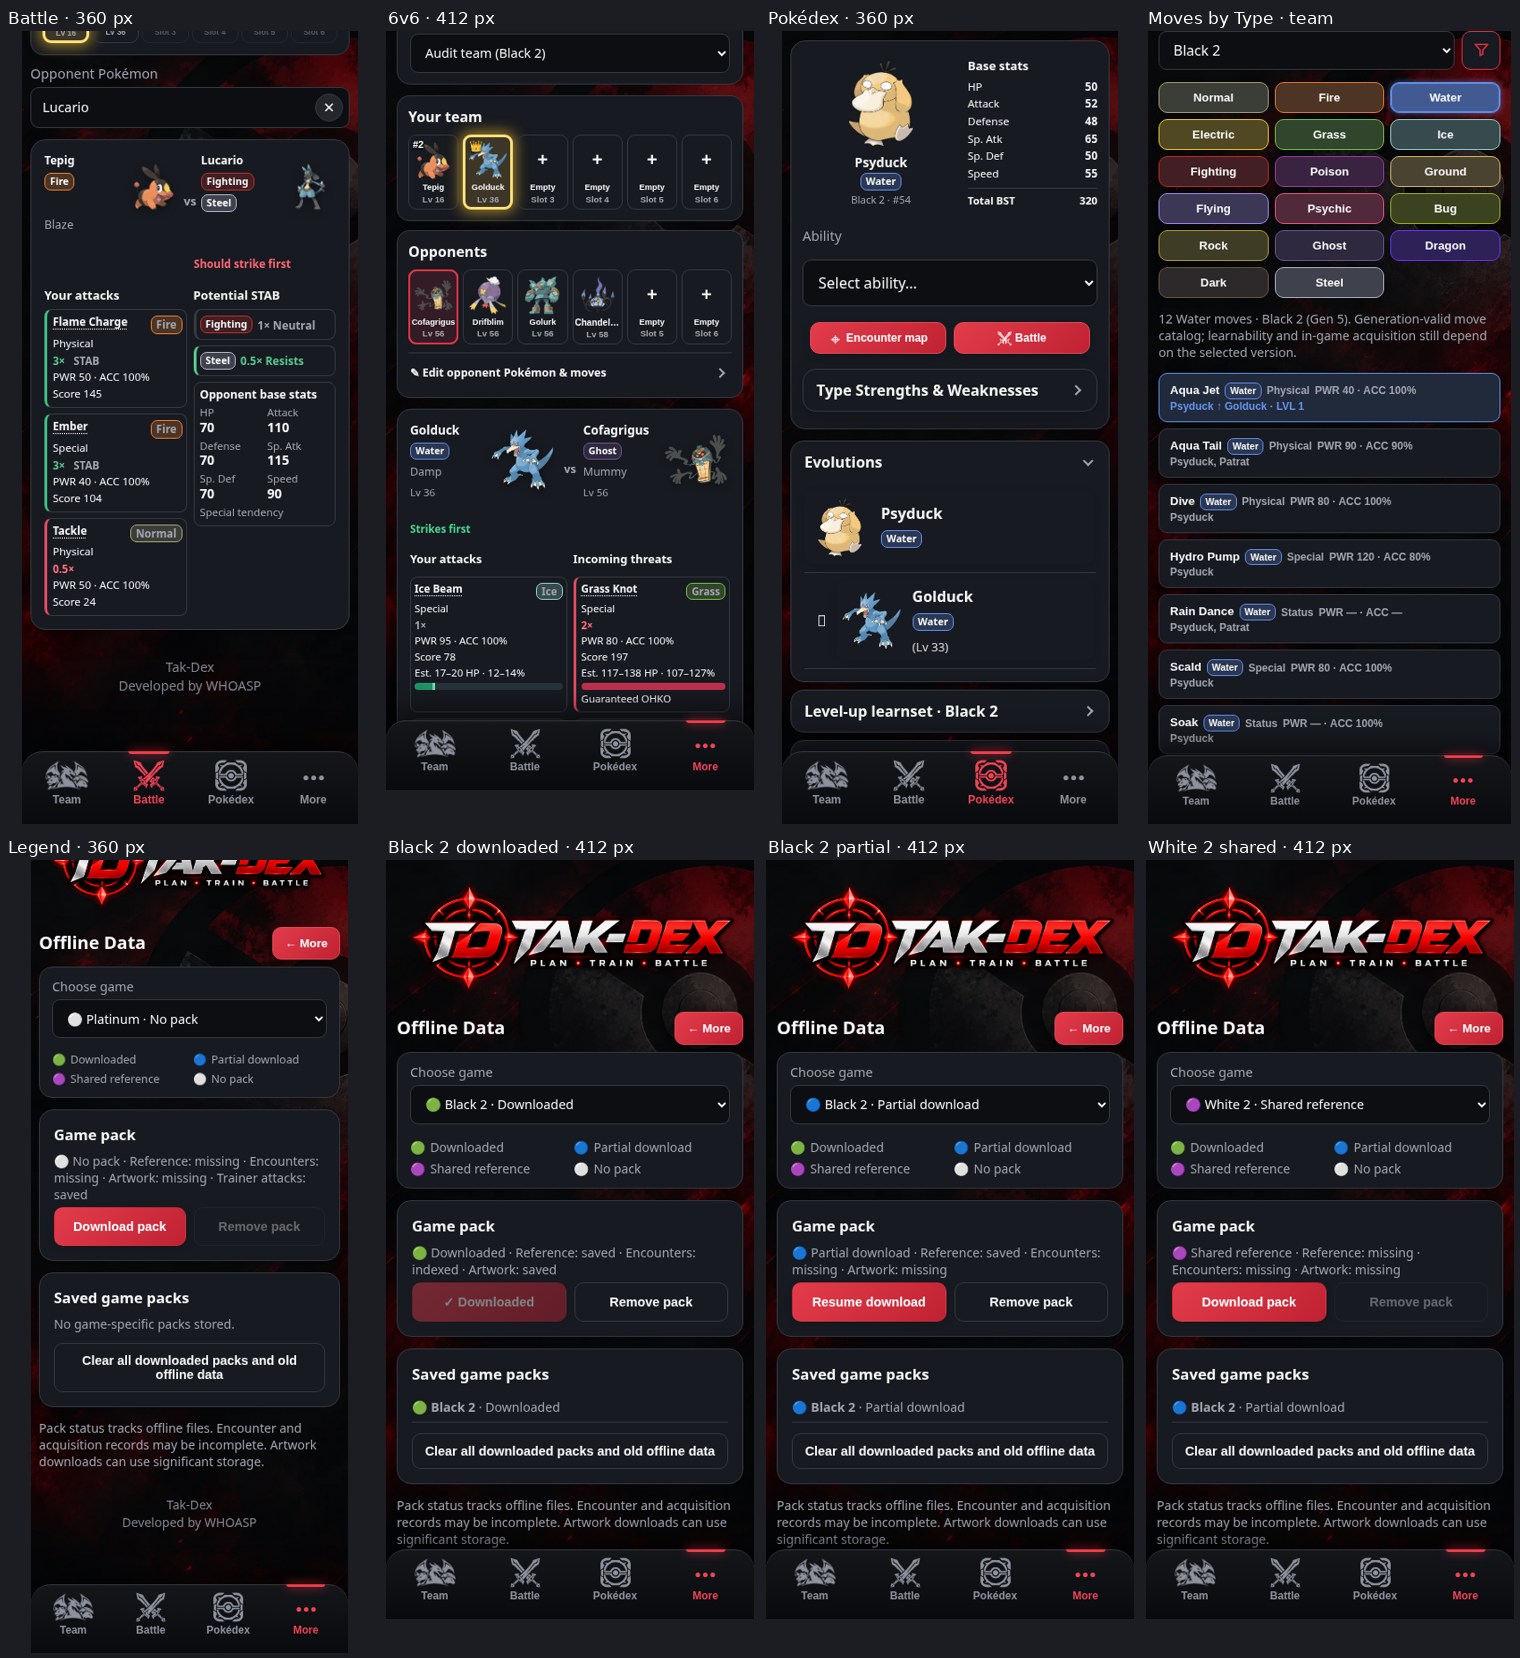 Battle · 360 px
Lv 16 Lv 36 Slot 3 Slot 4 Slot 5 Slot 6
Opponent Pokémon
Lucario
✕
Tepig
Fire
Blaze
vs
Lucario
Fighting
Steel
Should strike first
Your attacks
Flame Charge Fire
Physical
3× STAB
PWR 50 · ACC 100%
Score 145
Ember Fire
Special
3× STAB
PWR 40 · ACC 100%
Score 104
Tackle Normal
Physical
0.5×
PWR 50 · ACC 100%
Score 24
Potential STAB
Fighting 1× Neutral
Steel 0.5× Resists
Opponent base stats
HP Attack
70 110
Defense Sp. Atk
70 115
Sp. Def Speed
70 90
Special tendency
Tak-Dex
Developed by WHOASP
Team Battle Pokédex More
6v6 · 412 px
Audit team (Black 2)
Your team
#2
Tepig Golduck Empty Empty Empty Empty
Lv 16 Lv 36 Slot 3 Slot 4 Slot 5 Slot 6
Opponents
Cofagrigus Drifblim Golurk Chandel... Empty Empty
Lv 56 Lv 56 Lv 56 Lv 58 Slot 5 Slot 6
✎ Edit opponent Pokémon & moves
Golduck
Water
Damp
Lv 36
vs
Cofagrigus
Ghost
Mummy
Lv 56
Strikes first
Your attacks
Ice Beam Ice
Special
1×
PWR 95 · ACC 100%
Score 78
Est. 17–20 HP · 12–14%
Incoming threats
Grass Knot Grass
Special
2×
PWR 80 · ACC 100%
Score 197
Est. 117–138 HP · 107–127%
Guaranteed OHKO
Team Battle Pokédex More
Pokédex · 360 px
Psyduck
Water
Black 2 · #54
Base stats
HP 50
Attack 52
Defense 48
Sp. Atk 65
Sp. Def 50
Speed 55
Total BST 320
Ability
Select ability...
Encounter map
Battle
Type Strengths & Weaknesses
Evolutions
Psyduck
Water
Golduck
Water
(Lv 33)
Level-up learnset · Black 2
Team Battle Pokédex More
Moves by Type · team
Black 2
Normal Fire Water
Electric Grass Ice
Fighting Poison Ground
Flying Psychic Bug
Rock Ghost Dragon
Dark Steel
12 Water moves · Black 2 (Gen 5). Generation-valid move
catalog; learnability and in-game acquisition still depend
on the selected version.
Aqua Jet Water Physical PWR 40 · ACC 100%
Psyduck ↑ Golduck · LVL 1
Aqua Tail Water Physical PWR 90 · ACC 90%
Psyduck, Patrat
Dive Water Physical PWR 80 · ACC 100%
Psyduck
Hydro Pump Water Special PWR 120 · ACC 80%
Psyduck
Rain Dance Water Status PWR — · ACC —
Psyduck, Patrat
Scald Water Special PWR 80 · ACC 100%
Psyduck
Soak Water Status PWR — · ACC 100%
Psyduck
Team Battle Pokédex More
Legend · 360 px
TAK-DEX
PLAN • TRAIN • BATTLE
Offline Data
← More
Choose game
Platinum · No pack
Downloaded Partial download
Shared reference No pack
Game pack
No pack · Reference: missing · Encounters:
missing · Artwork: missing · Trainer attacks:
saved
Download pack Remove pack
Saved game packs
No game-specific packs stored.
Clear all downloaded packs and old
offline data
Pack status tracks offline files. Encounter and
acquisition records may be incomplete. Artwork
downloads can use significant storage.
Tak-Dex
Developed by WHOASP
Team Battle Pokédex More
Black 2 downloaded · 412 px
TD TAK-DEX
PLAN • TRAIN • BATTLE
Offline Data
← More
Choose game
Black 2 · Downloaded
Downloaded Partial download
Shared reference No pack
Game pack
Downloaded · Reference: saved · Encounters:
indexed · Artwork: saved
✓ Downloaded Remove pack
Saved game packs
Black 2 · Downloaded
Clear all downloaded packs and old offline data
Pack status tracks offline files. Encounter and acquisition
records may be incomplete. Artwork downloads can use
significant storage.
Team Battle Pokédex More
Black 2 partial · 412 px
TD TAK-DEX
PLAN • TRAIN • BATTLE
Offline Data
← More
Choose game
Black 2 · Partial download
Downloaded Partial download
Shared reference No pack
Game pack
Partial download · Reference: saved · Encounters:
missing · Artwork: missing
Resume download Remove pack
Saved game packs
Black 2 · Partial download
Clear all downloaded packs and old offline data
Pack status tracks offline files. Encounter and acquisition
records may be incomplete. Artwork downloads can use
significant storage.
Team Battle Pokédex More
White 2 shared · 412 px
TD TAK-DEX
PLAN • TRAIN • BATTLE
Offline Data
← More
Choose game
White 2 · Shared reference
Downloaded Partial download
Shared reference No pack
Game pack
Shared reference · Reference: missing ·
Encounters: missing · Artwork: missing
Download pack Remove pack
Saved game packs
Black 2 · Partial download
Clear all downloaded packs and old offline data
Pack status tracks offline files. Encounter and acquisition
records may be incomplete. Artwork downloads can use
significant storage.
Team Battle Pokédex More